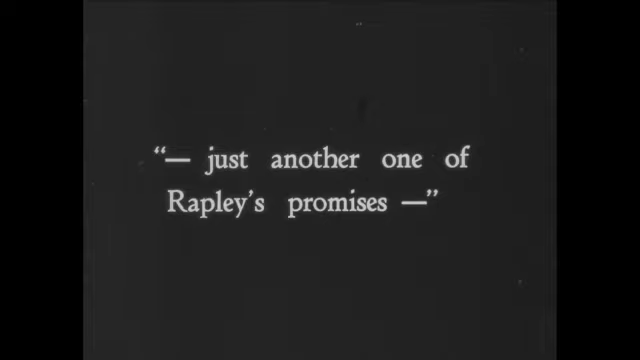 “— just another one of
Rapley's promises —”